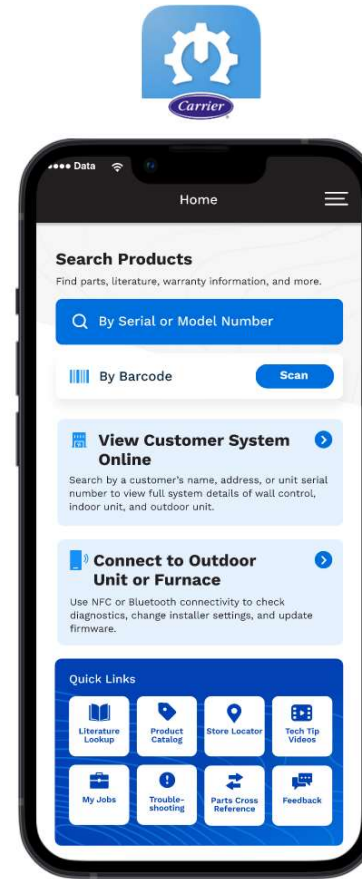 Carrier
Data
Home
Search Products
Find parts, literature, warranty information, and more.
By Serial or Model Number
By Barcode
Scan
View Customer System
Online
Search by a customer's name, address, or unit serial
number to view full system details of wall control,
indoor unit, and outdoor unit.
Connect to Outdoor
Unit or Furnace
Use NFC or Bluetooth connectivity to check
diagnostics, change installer settings, and update
firmware.
Quick Links
Literature
Lookup
Product
Catalog
Store Locator
Tech Tip
Videos
My Jobs
Trouble-
shooting
Parts Cross
Reference
Feedback